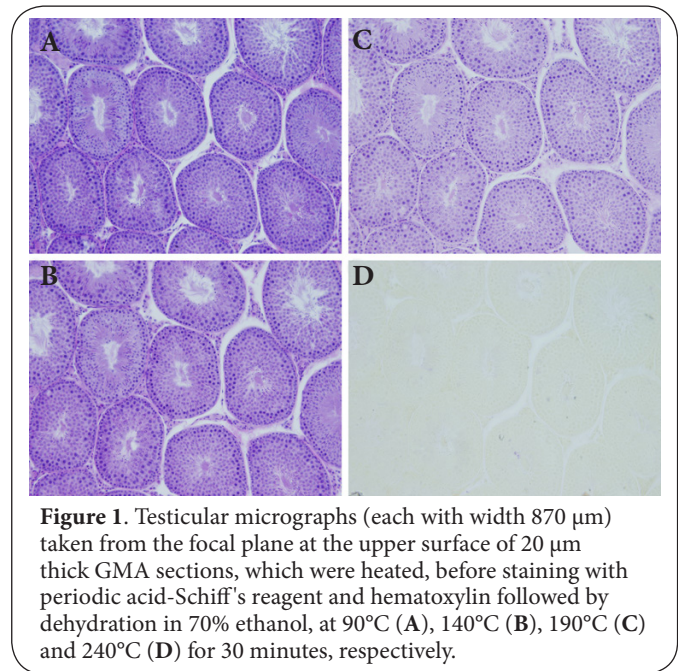 A
C
B
D
Figure 1. Testicular micrographs (each with width 870 μm)
taken from the focal plane at the upper surface of 20 μm
thick GMA sections, which were heated, before staining with
periodic acid-Schiff's reagent and hematoxylin followed by
dehydration in 70% ethanol, at 90°C (A), 140°C (B), 190°C (C)
and 240°C (D) for 30 minutes, respectively.